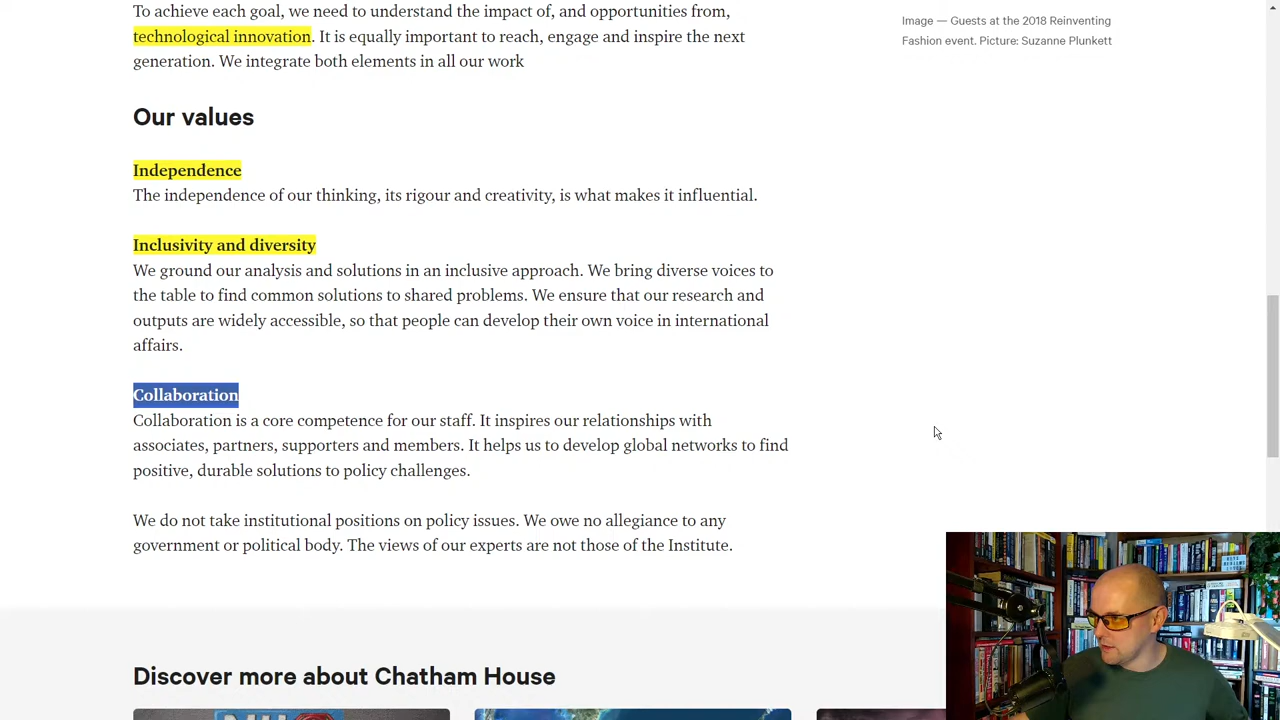 To achieve each goal, we need to understand the impact of, and opportunities from,
technological innovation. It is equally important to reach, engage and inspire the next
generation. We integrate both elements in all our work
Image — Guests at the 2018 Reinventing
Fashion event. Picture: Suzanne Plunkett
Our values
Independence
The independence of our thinking, its rigour and creativity, is what makes it influential.
Inclusivity and diversity
We ground our analysis and solutions in an inclusive approach. We bring diverse voices to
the table to find common solutions to shared problems. We ensure that our research and
outputs are widely accessible, so that people can develop their own voice in international
affairs.
Collaboration
Collaboration is a core competence for our staff. It inspires our relationships with
associates, partners, supporters and members. It helps us to develop global networks to find
positive, durable solutions to policy challenges.
We do not take institutional positions on policy issues. We owe no allegiance to any
government or political body. The views of our experts are not those of the Institute.
Discover more about Chatham House